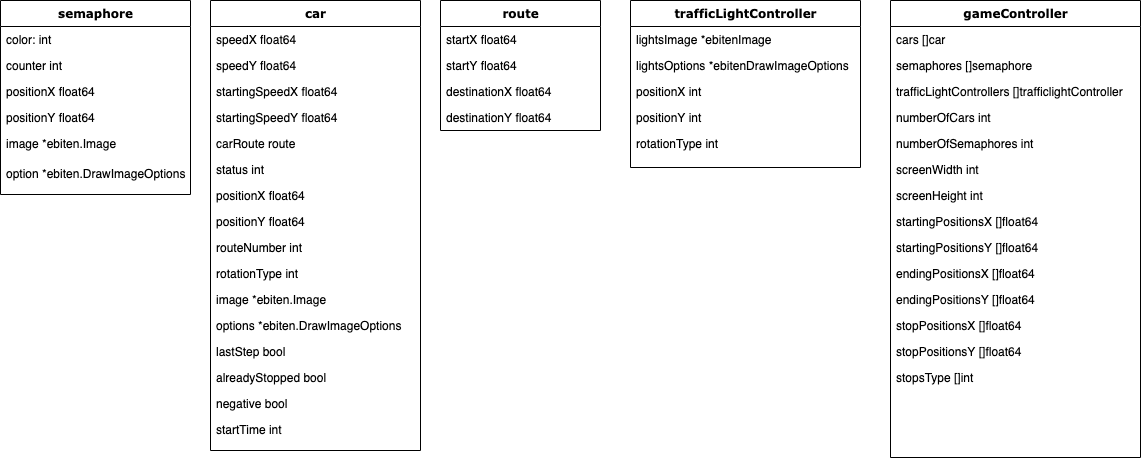 semaphore
color: int
counter int
positionX float64
positionY float64
image *ebiten.Image
option *ebiten.DrawImageOptions
car
speedX float64
speedY float64
startingSpeedX float64
startingSpeedY float64
carRoute route
status int
positionX float64
positionY float64
routeNumber int
rotationType int
image *ebiten.Image
options *ebiten.DrawImageOptions
lastStep bool
alreadyStopped bool
negative bool
startTime int
route
startX float64
startY float64
destinationX float64
destinationY float64
trafficLightController
lightsImage *ebitenImage
lightsOptions *ebitenDrawImageOptions
positionX int
positionY int
rotationType int
gameController
cars []car
semaphores []semaphore
trafficLightControllers []trafficlightController
numberOfCars int
numberOfSemaphores int
screenWidth int
screenHeight int
startingPositionsX []float64
startingPositionsY []float64
endingPositionsX []float64
endingPositionsY []float64
stopPositionsX []float64
stopPositionsY []float64
stopsType []int